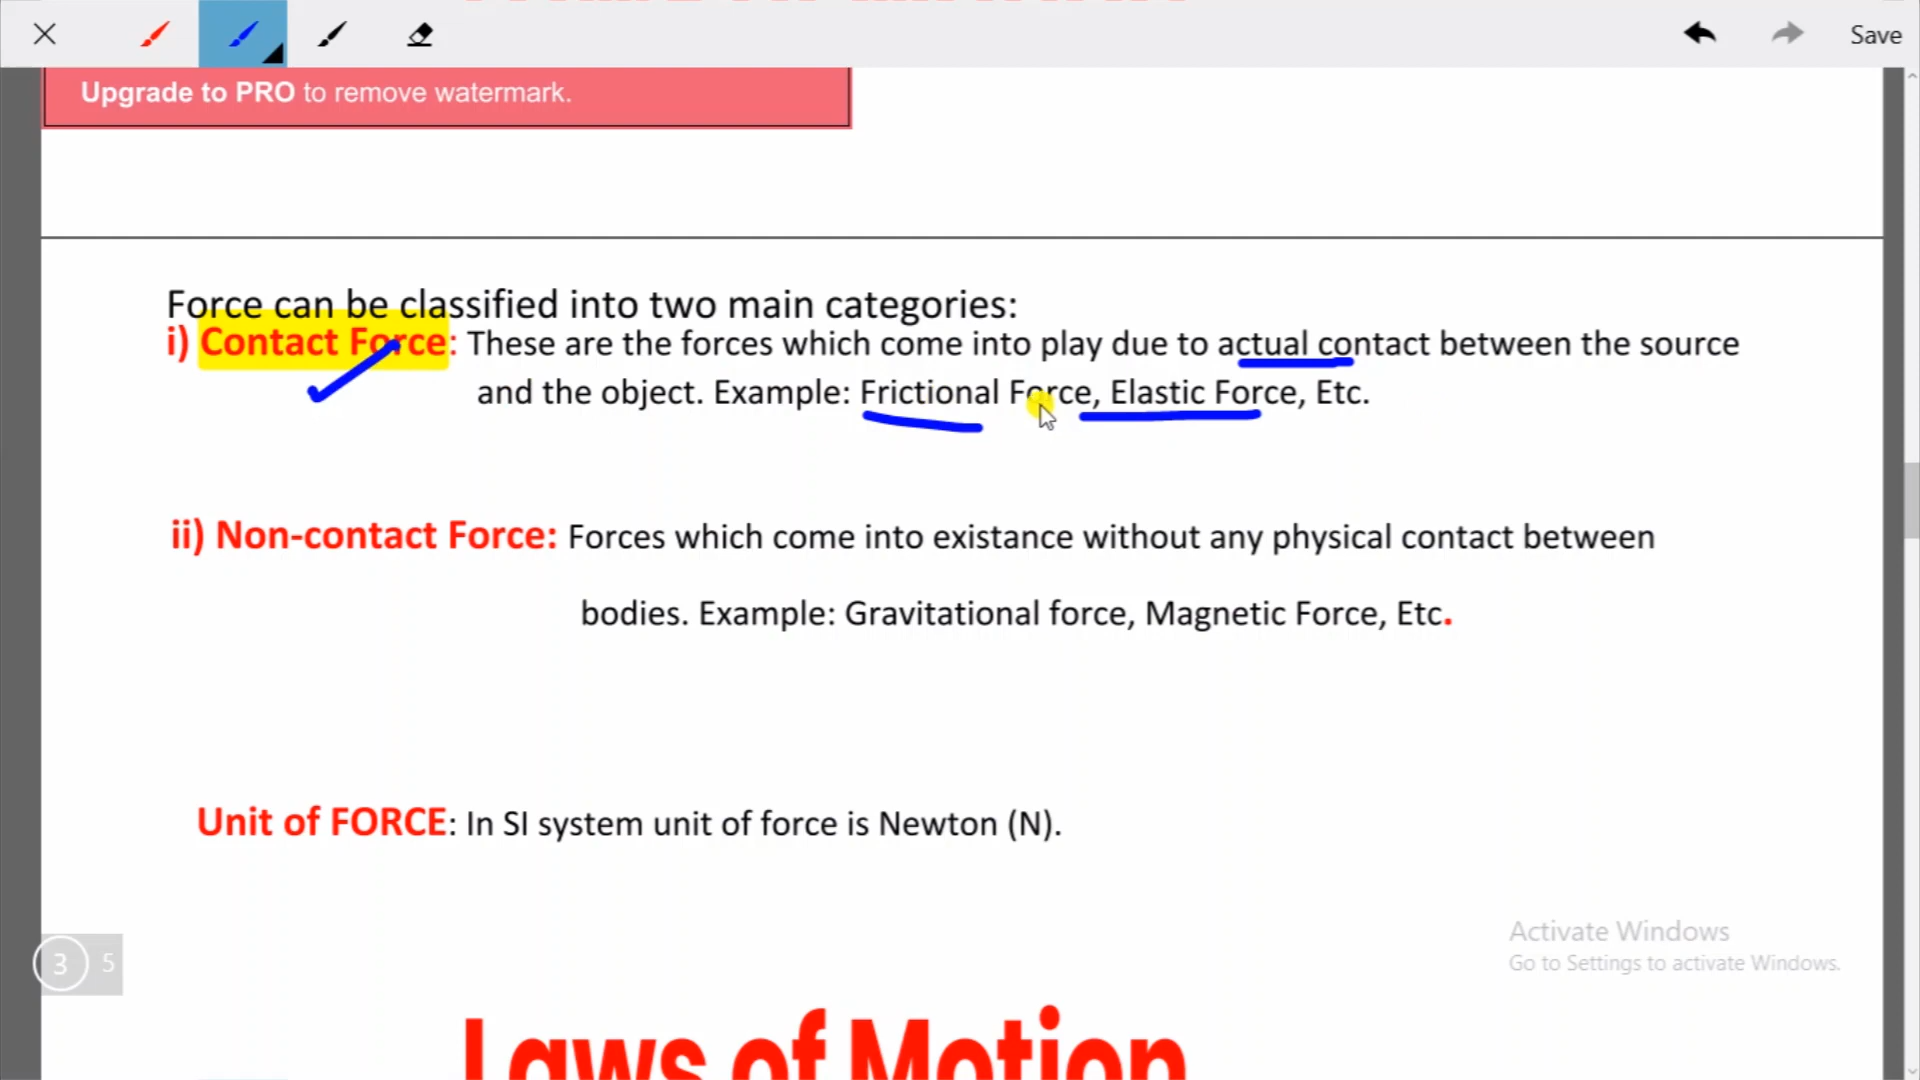 Save
Upgrade to PRO to remove watermark.
Force can be classified into two main categories:
i) Contact Force: These are the forces which come into play due to actual contact between the source
and the object. Example: Frictional Force, Elastic Force, Etc.
ii) Non-contact Force: Forces which come into existance without any physical contact between
bodies. Example: Gravitational force, Magnetic Force, Etc.
Unit of FORCE: In SI system unit of force is Newton (N).
Activate Windows
Go to Settings to activate Windows.
3 5
Laws of Motion